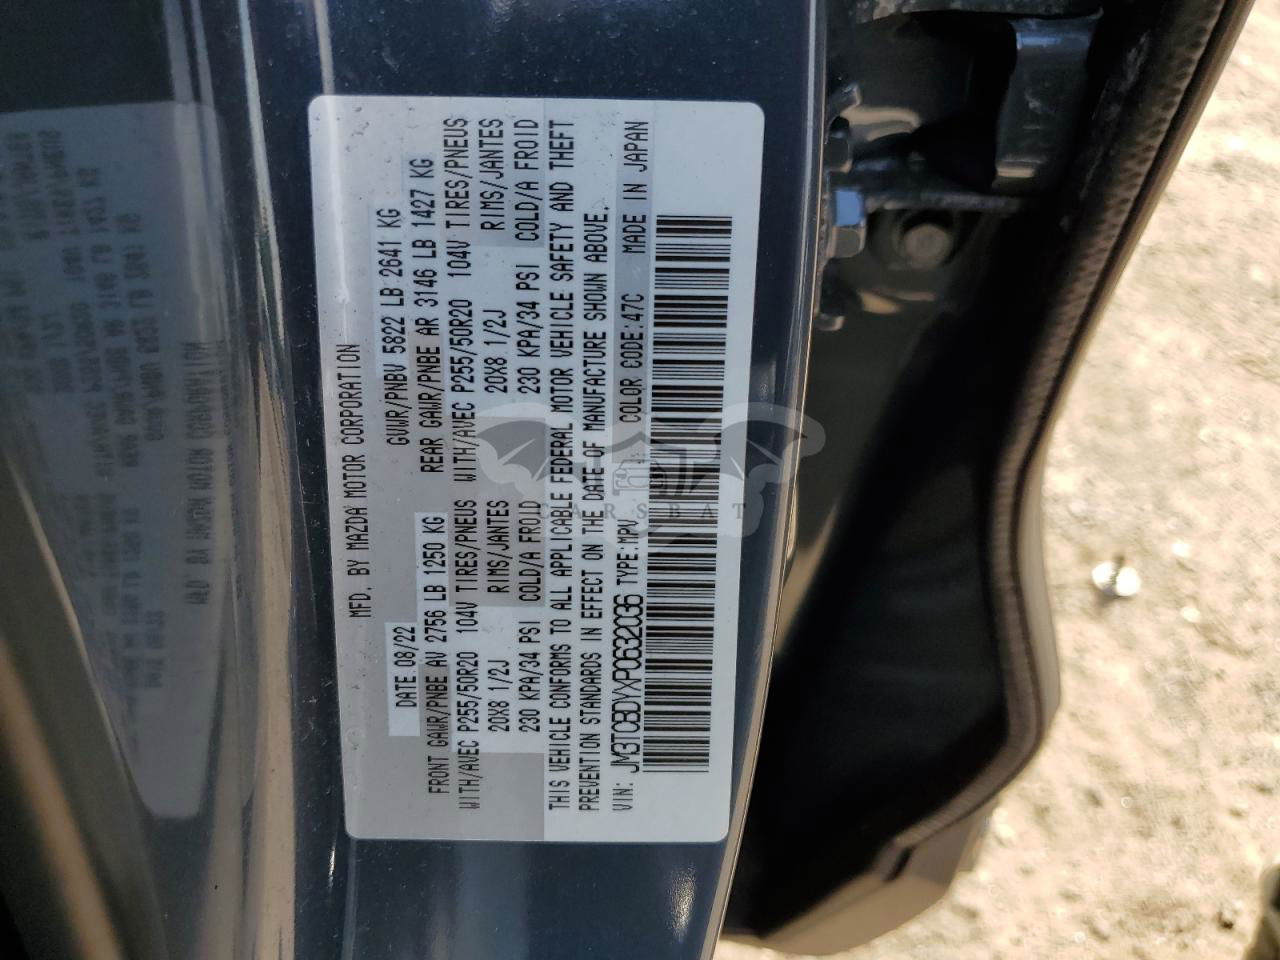 MFD. BY MAZDA MOTOR CORPORATION
DATE 08/22 GVWR/PNBV 5822 LB 2641 KG
FRONT GAWR/PNBE AV 2756 LB 1250 KG REAR GAWR/PNBE AR 3146 LB 1427 KG
WITH/AVEC P255/50R20 104V TIRES/PNEUS WITH/AVEC P255/50R20 104V TIRES/PNEUS
20X8 1/2J RIMS/JANTES 20X8 1/2J RIMS/JANTES
230 KPA/34 PSI COLD/A FROID 230 KPA/34 PSI COLD/A FROID
THIS VEHICLE CONFORMS TO ALL APPLICABLE FEDERAL MOTOR VEHICLE SAFETY AND THEFT
PREVENTION STANDARDS IN EFFECT ON THE DATE OF MANUFACTURE SHOWN ABOVE.
VIN: JM3TCBDYXP0632036 TYPE:MPV COLOR CODE:47C MADE IN JAPAN
CARSBAT